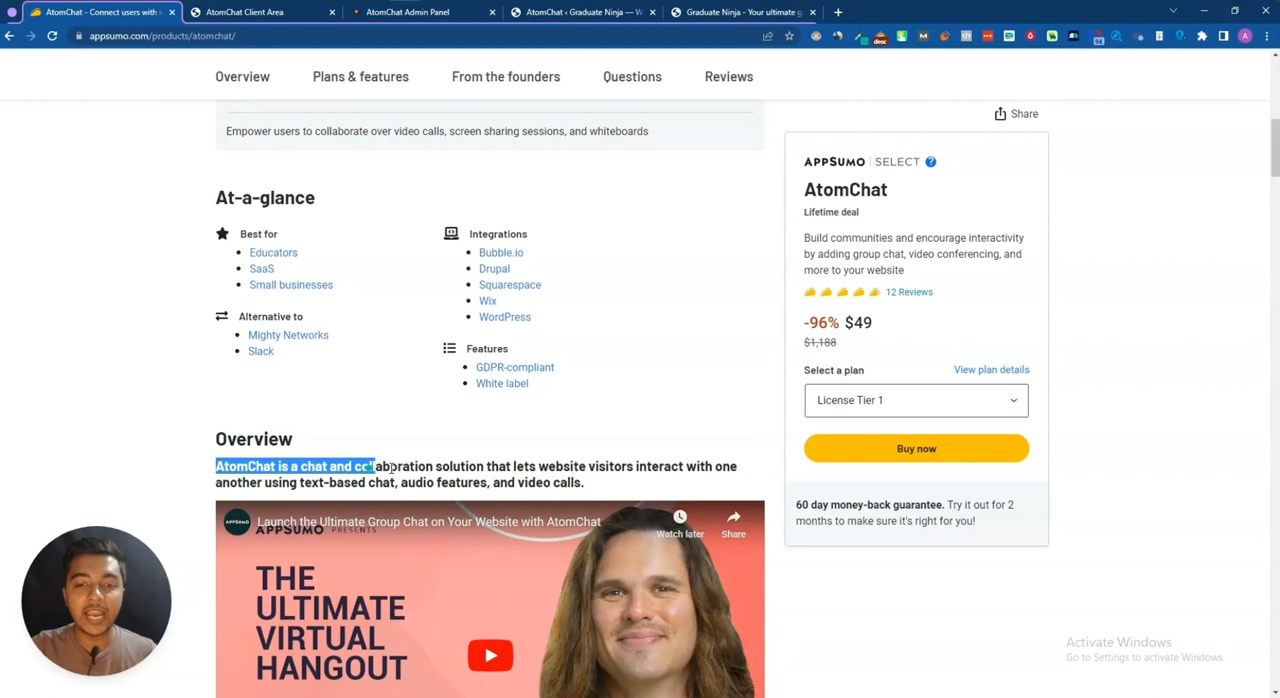 AtomChat - Connect users with
AtomChat Client Area
AtomChat Admin Panel
AtomChat ‹ Graduate Ninja — W
Graduate Ninja - Your ultimate g
appsumo.com/products/atomchat/
Overview
Plans & features
From the founders
Questions
Reviews
Empower users to collaborate over video calls, screen sharing sessions, and whiteboards
Share
At-a-glance
Best for
Educators
SaaS
Small businesses
Alternative to
Mighty Networks
Slack
Integrations
Bubble.io
Drupal
Squarespace
Wix
WordPress
Features
GDPR-compliant
White label
APPSUMO | SELECT ?
AtomChat
Lifetime deal
Build communities and encourage interactivity
by adding group chat, video conferencing, and
more to your website
12 Reviews
-96% $49
$1,188
Select a plan
View plan details
License Tier 1
Buy now
60 day money-back guarantee. Try it out for 2
months to make sure it's right for you!
Overview
AtomChat is a chat and collaboration solution that lets website visitors interact with one
another using text-based chat, audio features, and video calls.
APPSUMO
Launch the Ultimate Group Chat on Your Website with AtomChat
APPSUMO PRESENTS
Watch later
Share
THE
ULTIMATE
VIRTUAL
HANGOUT
Activate Windows
Go to Settings to activate Windows.